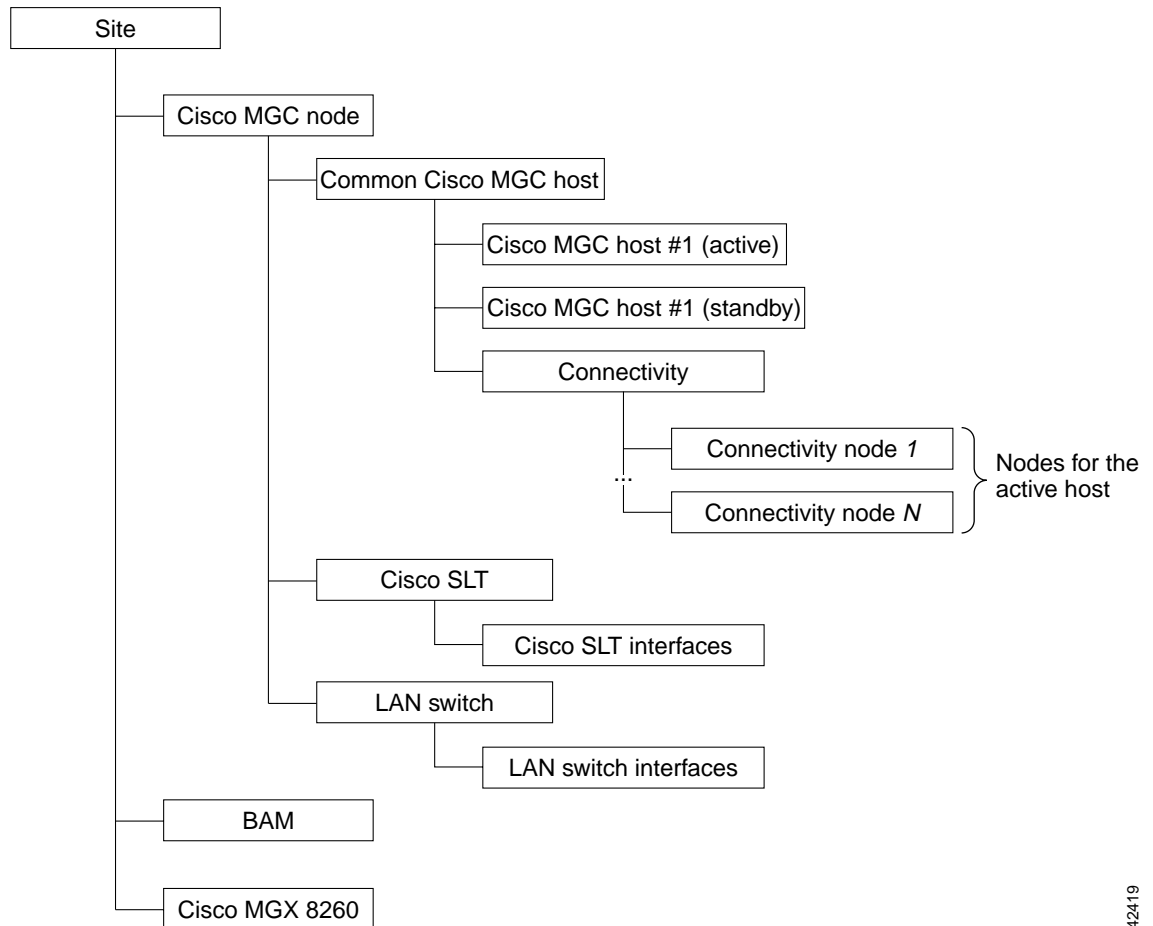 Site
Cisco MGC node
Common Cisco MGC host
Cisco MGC host #1 (active)
Cisco MGC host #1 (standby)
Connectivity
Connectivity node 1
...
Connectivity node N
Nodes for the
active host
Cisco SLT
Cisco SLT interfaces
LAN switch
LAN switch interfaces
BAM
Cisco MGX 8260
42419